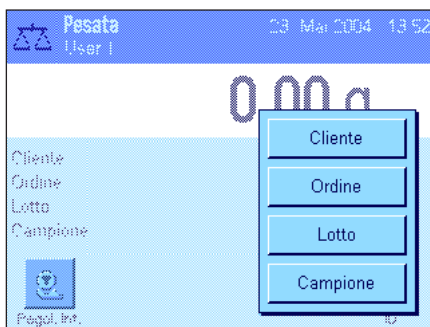 Pesata 23 Mar 2004 13:52
User 1
0.00 g
Cliente
Ordine
Lotto
Campione
Cliente
Ordine
Lotto
Campione
Regol. Int.
ID